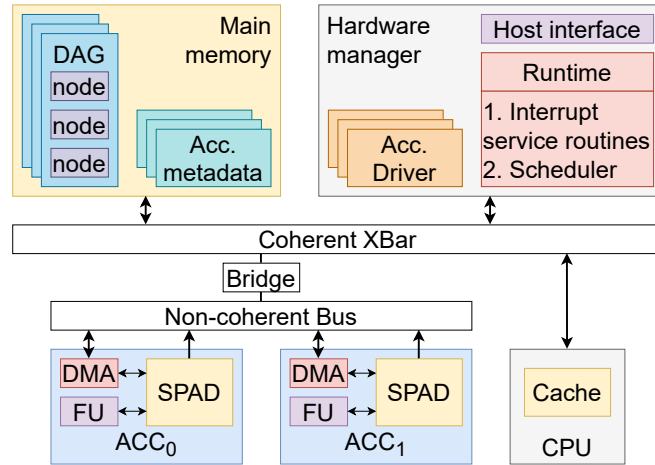 DAG
node
node
node
Main
memory
Acc.
metadata
Hardware
manager
Host interface
Runtime
1. Interrupt
service routines
2. Scheduler
Acc.
Driver
Coherent XBar
Bridge
Non-coherent Bus
DMA
FU
SPAD
ACC₀
DMA
FU
SPAD
ACC₁
Cache
CPU